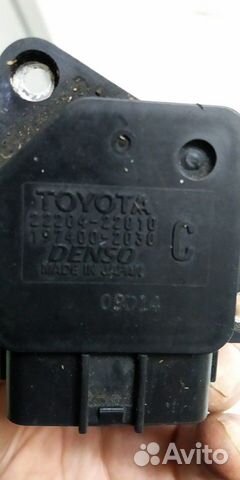 TOYOTA
22204-22010
197400-2030
C
DENSO
MADE IN JAPAN
Avito